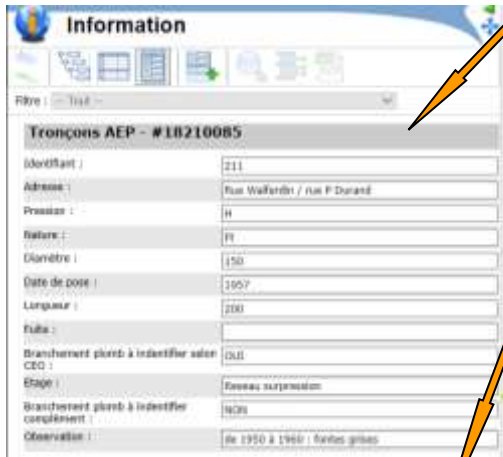 Information
Filtre : -- Tout --
Tronçons AEP - #18210085
Identifiant : 211
Adresse : Rue Walferdin / rue P Durand
Pression : H
Nature :
Diamètre : 150
Date de pose : 1957
Longueur : 200
Fuite :
Branchement plomb à indentifier selon
CEO : OUI
Etage : Reseau surpression
Branchement plomb à indentifier
complément : NON
Observation : de 1950 à 1960 : fontes grises